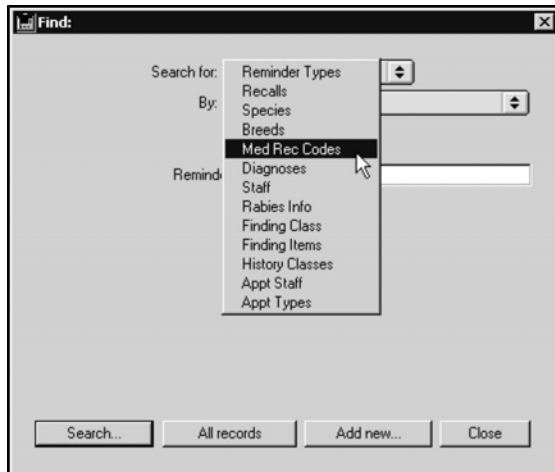 Find:
Search for:
Reminder Types
Recalls
By:
Species
Breeds
Med Rec Codes
Remind
Diagnoses
Staff
Rabies Info
Finding Class
Finding Items
History Classes
Appt Staff
Appt Types
Search...
All records
Add new...
Close